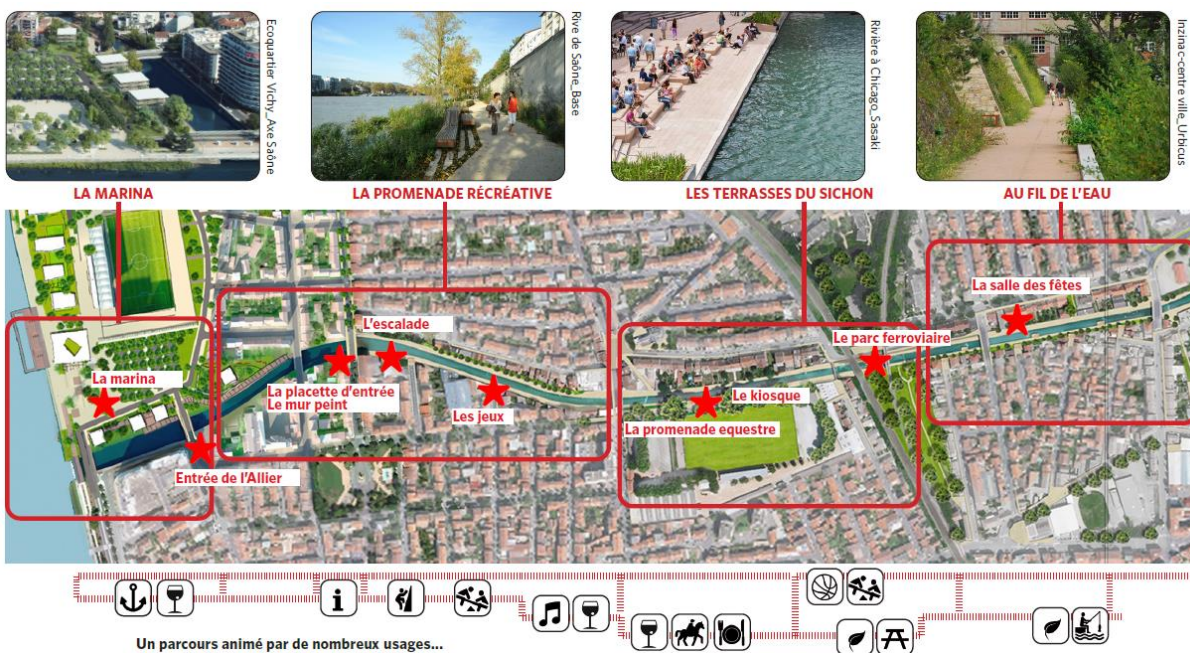 Ecoquartier Vichy_Axe Saône
Rive de Saône_Base
Rivière à Chicago_Sasaki
Inzinac-centre ville_Urbicus
LA MARINA
LA PROMENADE RÉCRÉATIVE
LES TERRASSES DU SICHON
AU FIL DE L'EAU
La salle des fêtes
L'escalade
Le parc ferroviaire
La marina
La placette d'entrée
Le mur peint
Les jeux
Le kiosque
La promenade equestre
Entrée de l'Allier
i
Un parcours animé par de nombreux usages...